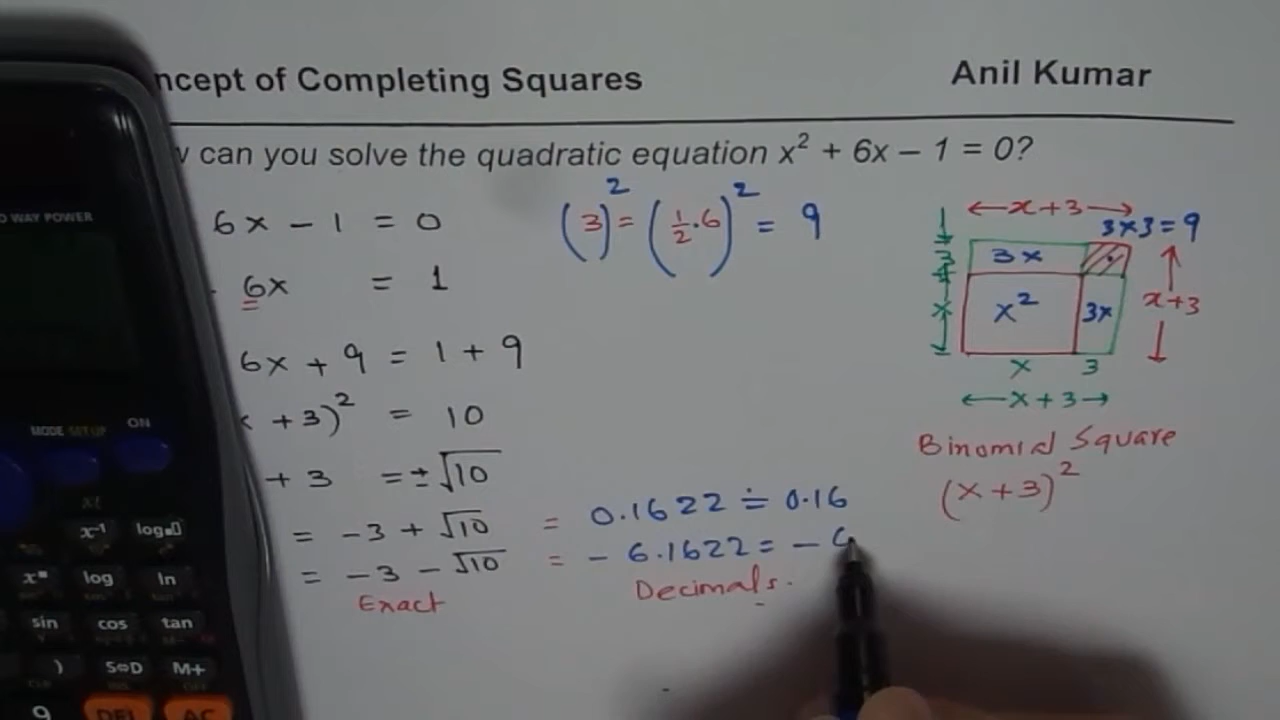 ncept of Completing Squares
Anil Kumar
can you solve the quadratic equation x² + 6x – 1 = 0?
6x − 1 = 0
6x = 1
6x + 9 = 1 + 9
+ 3)² = 10
+ 3 = ±√10
= −3 + √10 = 0.1622 ≐ 0.16
= −3 − √10 = − 6.1622 = −
Exact
Decimals.
(3)² = (½·6)² = 9
←x+3→
3×3=9
3
3x
x
x²
3x
x+3
x
3
←x+3→
Binomial Square
(x+3)²
O WAY POWER
MODE SETUP
ON
x!
x⁻¹
log
log
ln
sin
cos
tan
)
S⇔D
M+
9
DEL
AC